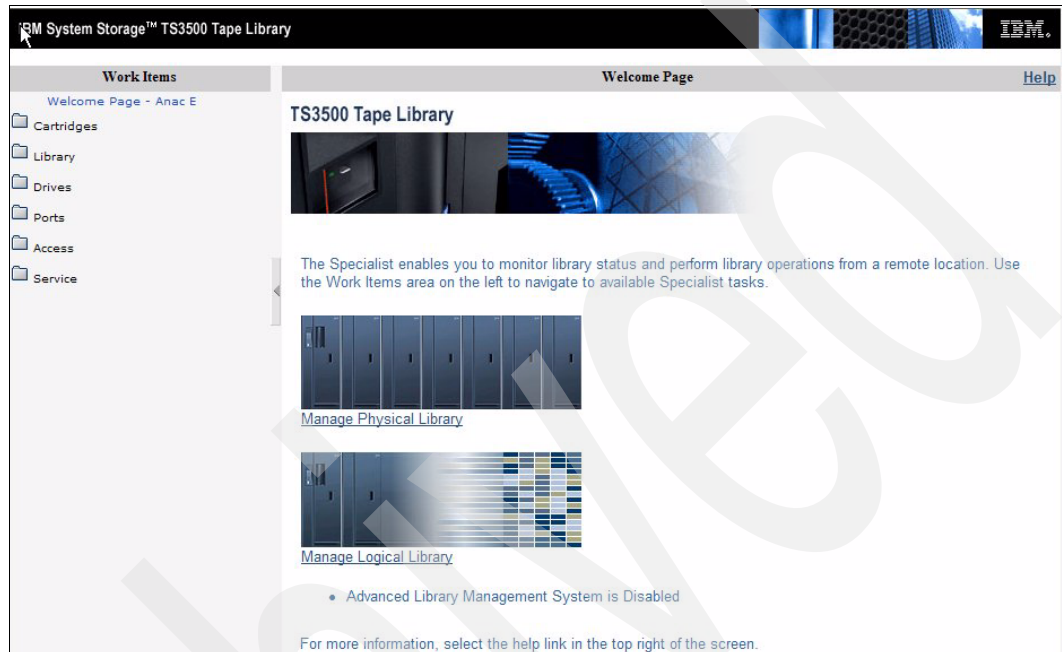 IBM System Storage™ TS3500 Tape Library
IBM.
Work Items
Welcome Page
Help
Welcome Page - Anac E
Cartridges
Library
Drives
Ports
Access
Service
TS3500 Tape Library
The Specialist enables you to monitor library status and perform library operations from a remote location. Use
the Work Items area on the left to navigate to available Specialist tasks.
Manage Physical Library
Manage Logical Library
• Advanced Library Management System is Disabled
For more information, select the help link in the top right of the screen.